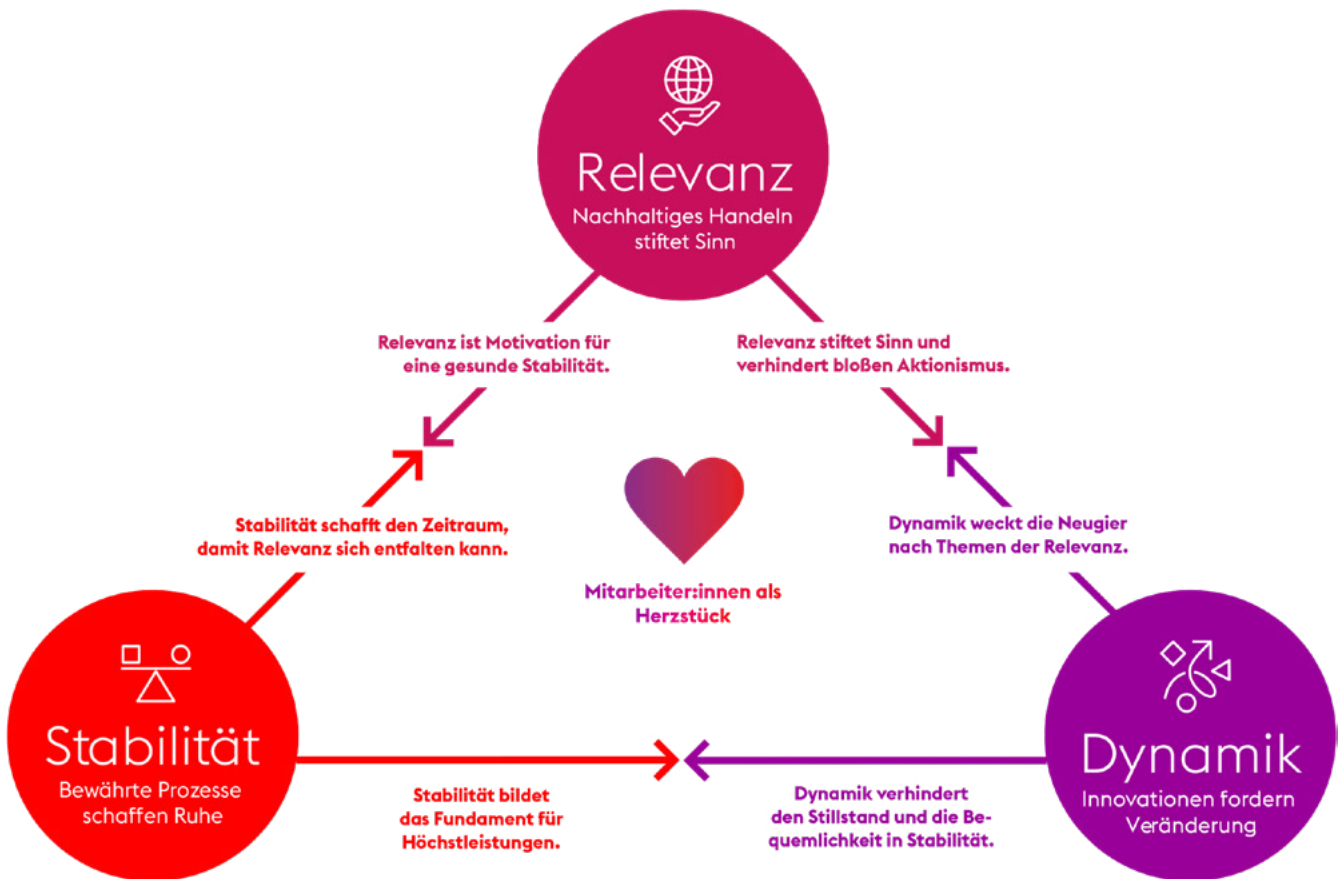 Relevanz
Nachhaltiges Handeln
stiftet Sinn
Relevanz ist Motivation für
eine gesunde Stabilität.
Relevanz stiftet Sinn und
verhindert bloßen Aktionismus.
Stabilität schafft den Zeitraum,
damit Relevanz sich entfalten kann.
Dynamik weckt die Neugier
nach Themen der Relevanz.
Mitarbeiter:innen als
Herzstück
Stabilität
Bewährte Prozesse
schaffen Ruhe
Stabilität bildet
das Fundament für
Höchstleistungen.
Dynamik verhindert
den Stillstand und die Be-
quemlichkeit in Stabilität.
Dynamik
Innovationen fordern
Veränderung